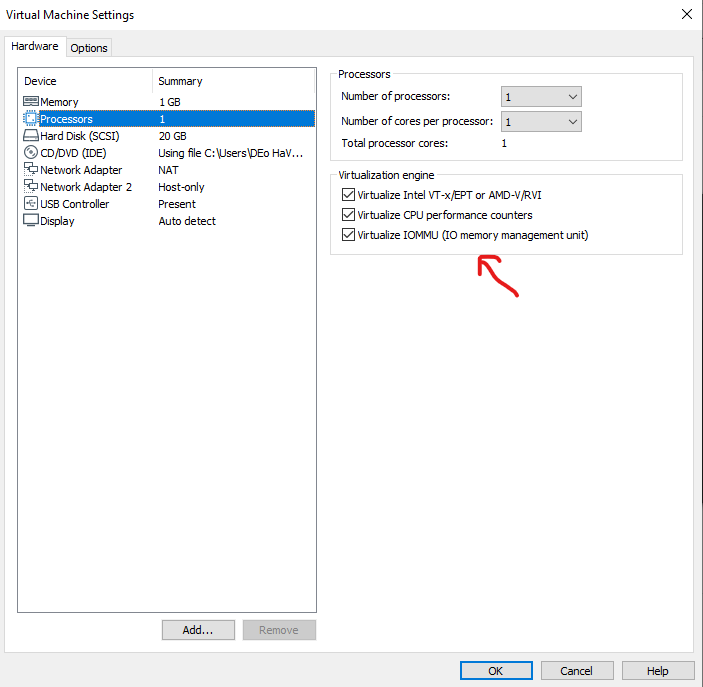 Virtual Machine Settings
Hardware
Options
Device Summary
Memory 1 GB
Processors 1
Hard Disk (SCSI) 20 GB
CD/DVD (IDE) Using file C:\Users\DEo HaV...
Network Adapter NAT
Network Adapter 2 Host-only
USB Controller Present
Display Auto detect
Add...
Remove
Processors
Number of processors: 1
Number of cores per processor: 1
Total processor cores: 1
Virtualization engine
Virtualize Intel VT-x/EPT or AMD-V/RVI
Virtualize CPU performance counters
Virtualize IOMMU (IO memory management unit)
OK
Cancel
Help